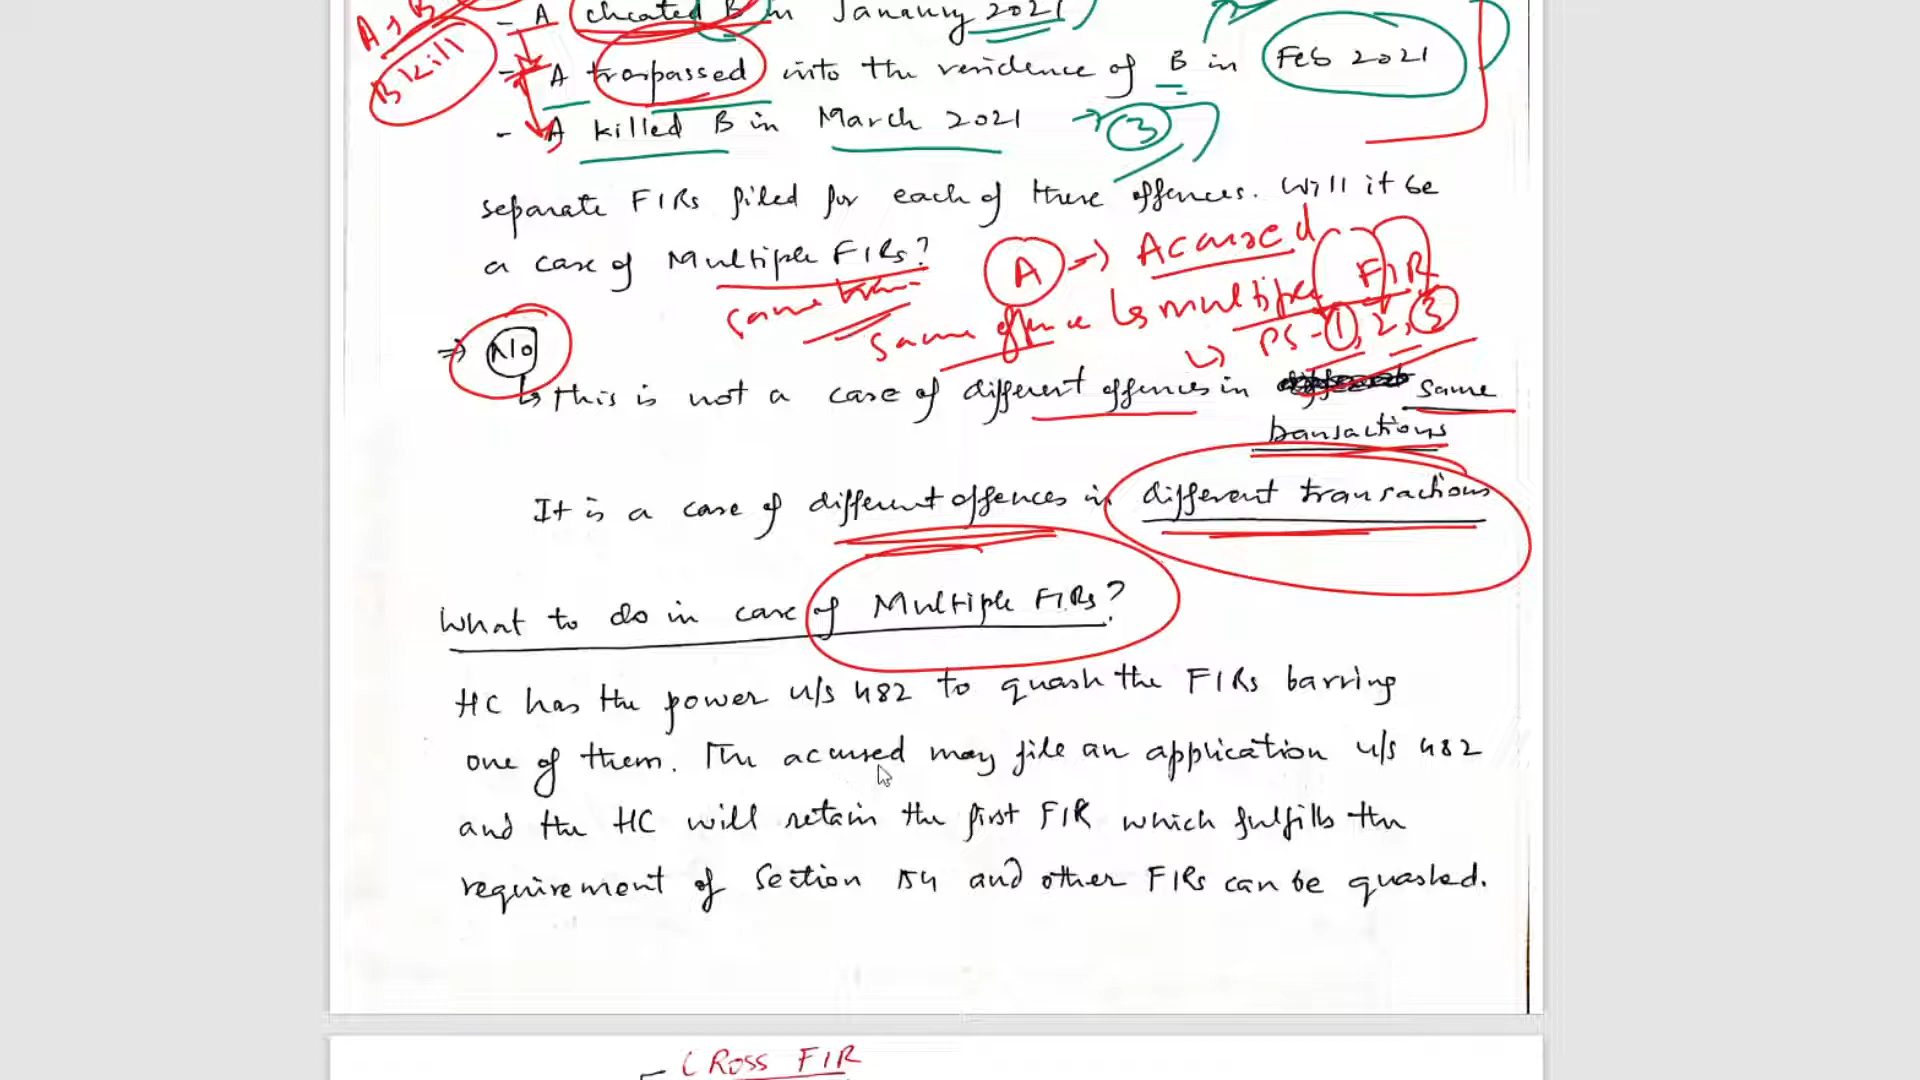 A → B
B kill
- A cheated B in January 2021
- A traspassed into the residence of B in Feb 2021
- A killed B in March 2021 → 3
separate FIRs filed for each of these offences. Will it be
a case of Multiple FIRs?
A → Accused
same tran-
same offence ↳ multiple FIR
↳ PS - 1, 2, 3
⇒ No
↳ This is not a case of different offences in same
transactions
It is a case of different offences in different transactions
What to do in case of Multiple FIRs?
HC has the power u/s 482 to quash the FIRs barring
one of them. The accused may file an application u/s 482
and the HC will retain the first FIR which fulfills the
requirement of Section 154 and other FIRs can be quashed.
CROSS FIR